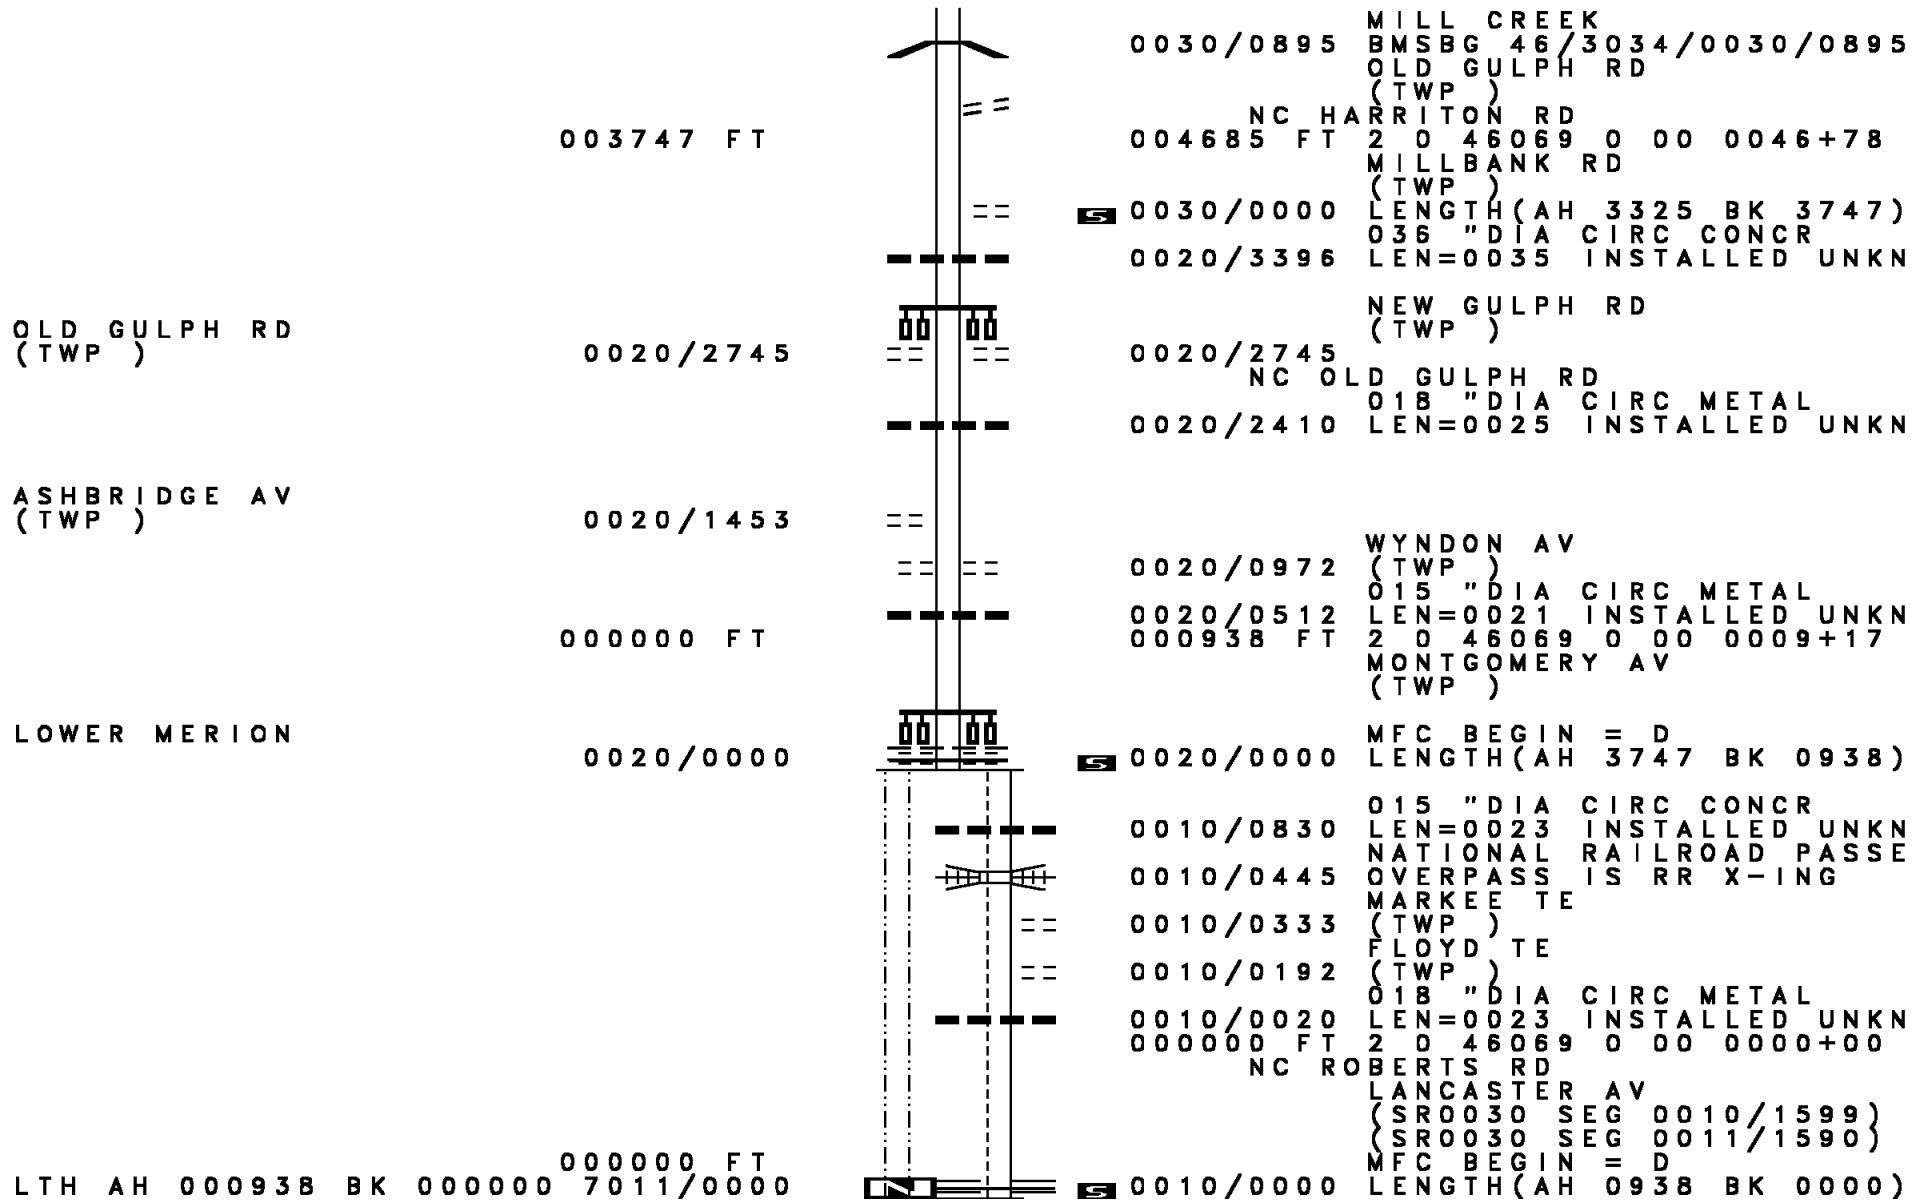 MILL CREEK
0030/0895 BMSBG 46/3034/0030/0895
OLD GULPH RD
(TWP )
NC HARRITON RD
003747 FT 004685 FT 2 0 46069 0 00 0046+78
MILLBANK RD
(TWP )
S 0030/0000 LENGTH(AH 3325 BK 3747)
036 "DIA CIRC CONCR
0020/3396 LEN=0035 INSTALLED UNKN
NEW GULPH RD
OLD GULPH RD (TWP )
(TWP ) 0020/2745 0020/2745
NC OLD GULPH RD
018 "DIA CIRC METAL
0020/2410 LEN=0025 INSTALLED UNKN
ASHBRIDGE AV
(TWP ) 0020/1453
WYNDON AV
0020/0972 (TWP )
015 "DIA CIRC METAL
0020/0512 LEN=0021 INSTALLED UNKN
000000 FT 000938 FT 2 0 46069 0 00 0009+17
MONTGOMERY AV
(TWP )
LOWER MERION MFC BEGIN = D
0020/0000 S 0020/0000 LENGTH(AH 3747 BK 0938)
015 "DIA CIRC CONCR
0010/0830 LEN=0023 INSTALLED UNKN
NATIONAL RAILROAD PASSE
0010/0445 OVERPASS IS RR X-ING
MARKEE TE
0010/0333 (TWP )
FLOYD TE
0010/0192 (TWP )
018 "DIA CIRC METAL
0010/0020 LEN=0023 INSTALLED UNKN
000000 FT 2 0 46069 0 00 0000+00
NC ROBERTS RD
LANCASTER AV
(SR0030 SEG 0010/1599)
(SR0030 SEG 0011/1590)
000000 FT MFC BEGIN = D
LTH AH 000938 BK 000000 7011/0000 S 0010/0000 LENGTH(AH 0938 BK 0000)